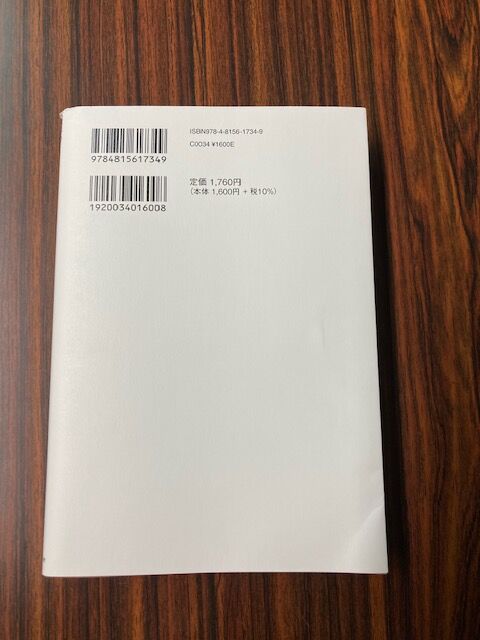 ISBN978-4-8156-1734-9
C0034 ¥1600E
9784815617349
定価 1,760円
(本体 1,600円 + 税10%)
1920034016008